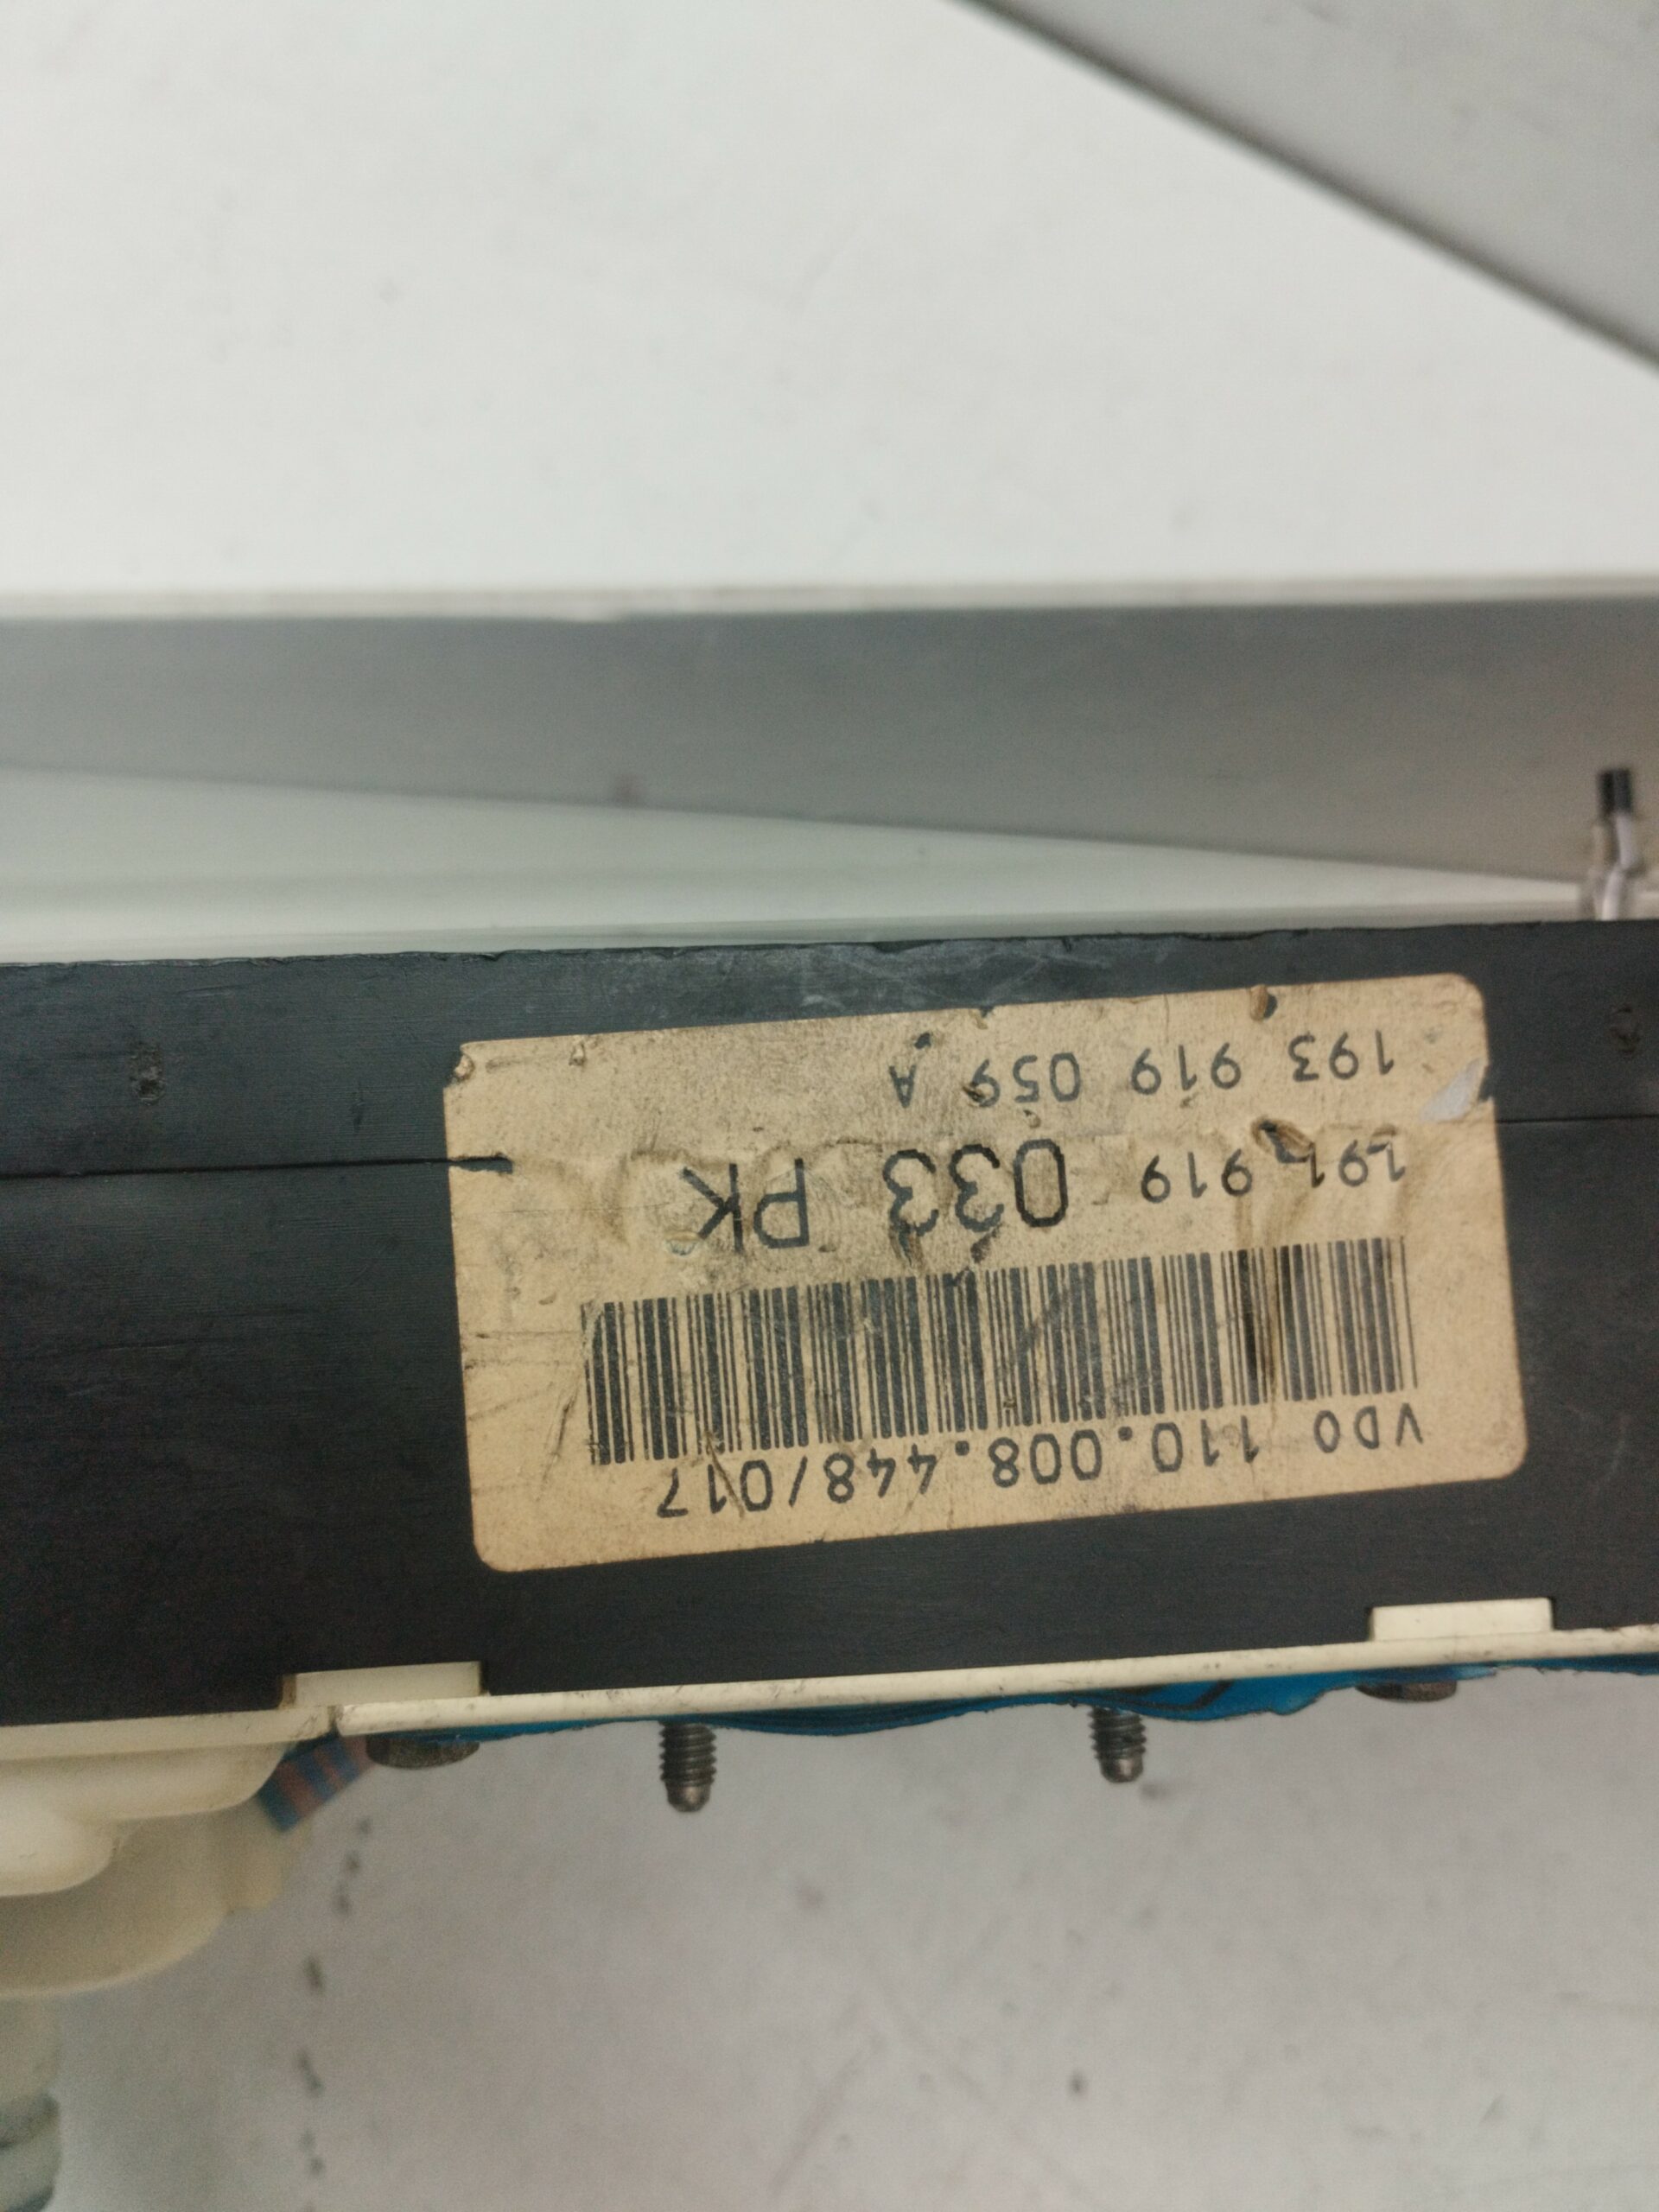 VDO 110.008.448/017
191 919 033 PK
193 919 059 A